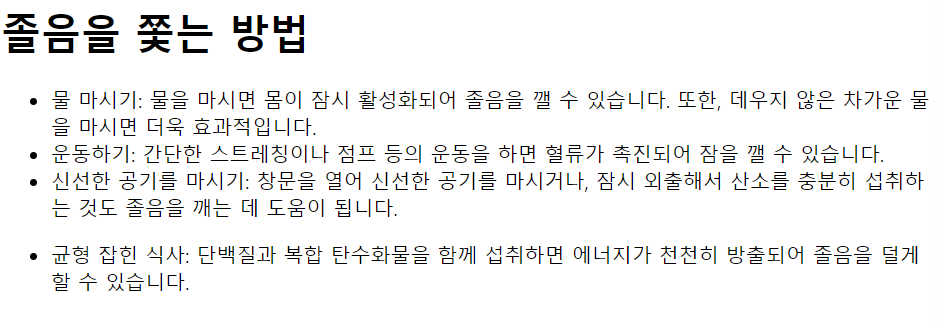 졸음을 쫓는 방법
• 물 마시기: 물을 마시면 몸이 잠시 활성화되어 졸음을 깰 수 있습니다. 또한, 데우지 않은 차가운 물
을 마시면 더욱 효과적입니다.
• 운동하기: 간단한 스트레칭이나 점프 등의 운동을 하면 혈류가 촉진되어 잠을 깰 수 있습니다.
• 신선한 공기를 마시기: 창문을 열어 신선한 공기를 마시거나, 잠시 외출해서 산소를 충분히 섭취하
는 것도 졸음을 깨는 데 도움이 됩니다.
• 균형 잡힌 식사: 단백질과 복합 탄수화물을 함께 섭취하면 에너지가 천천히 방출되어 졸음을 덜게
할 수 있습니다.